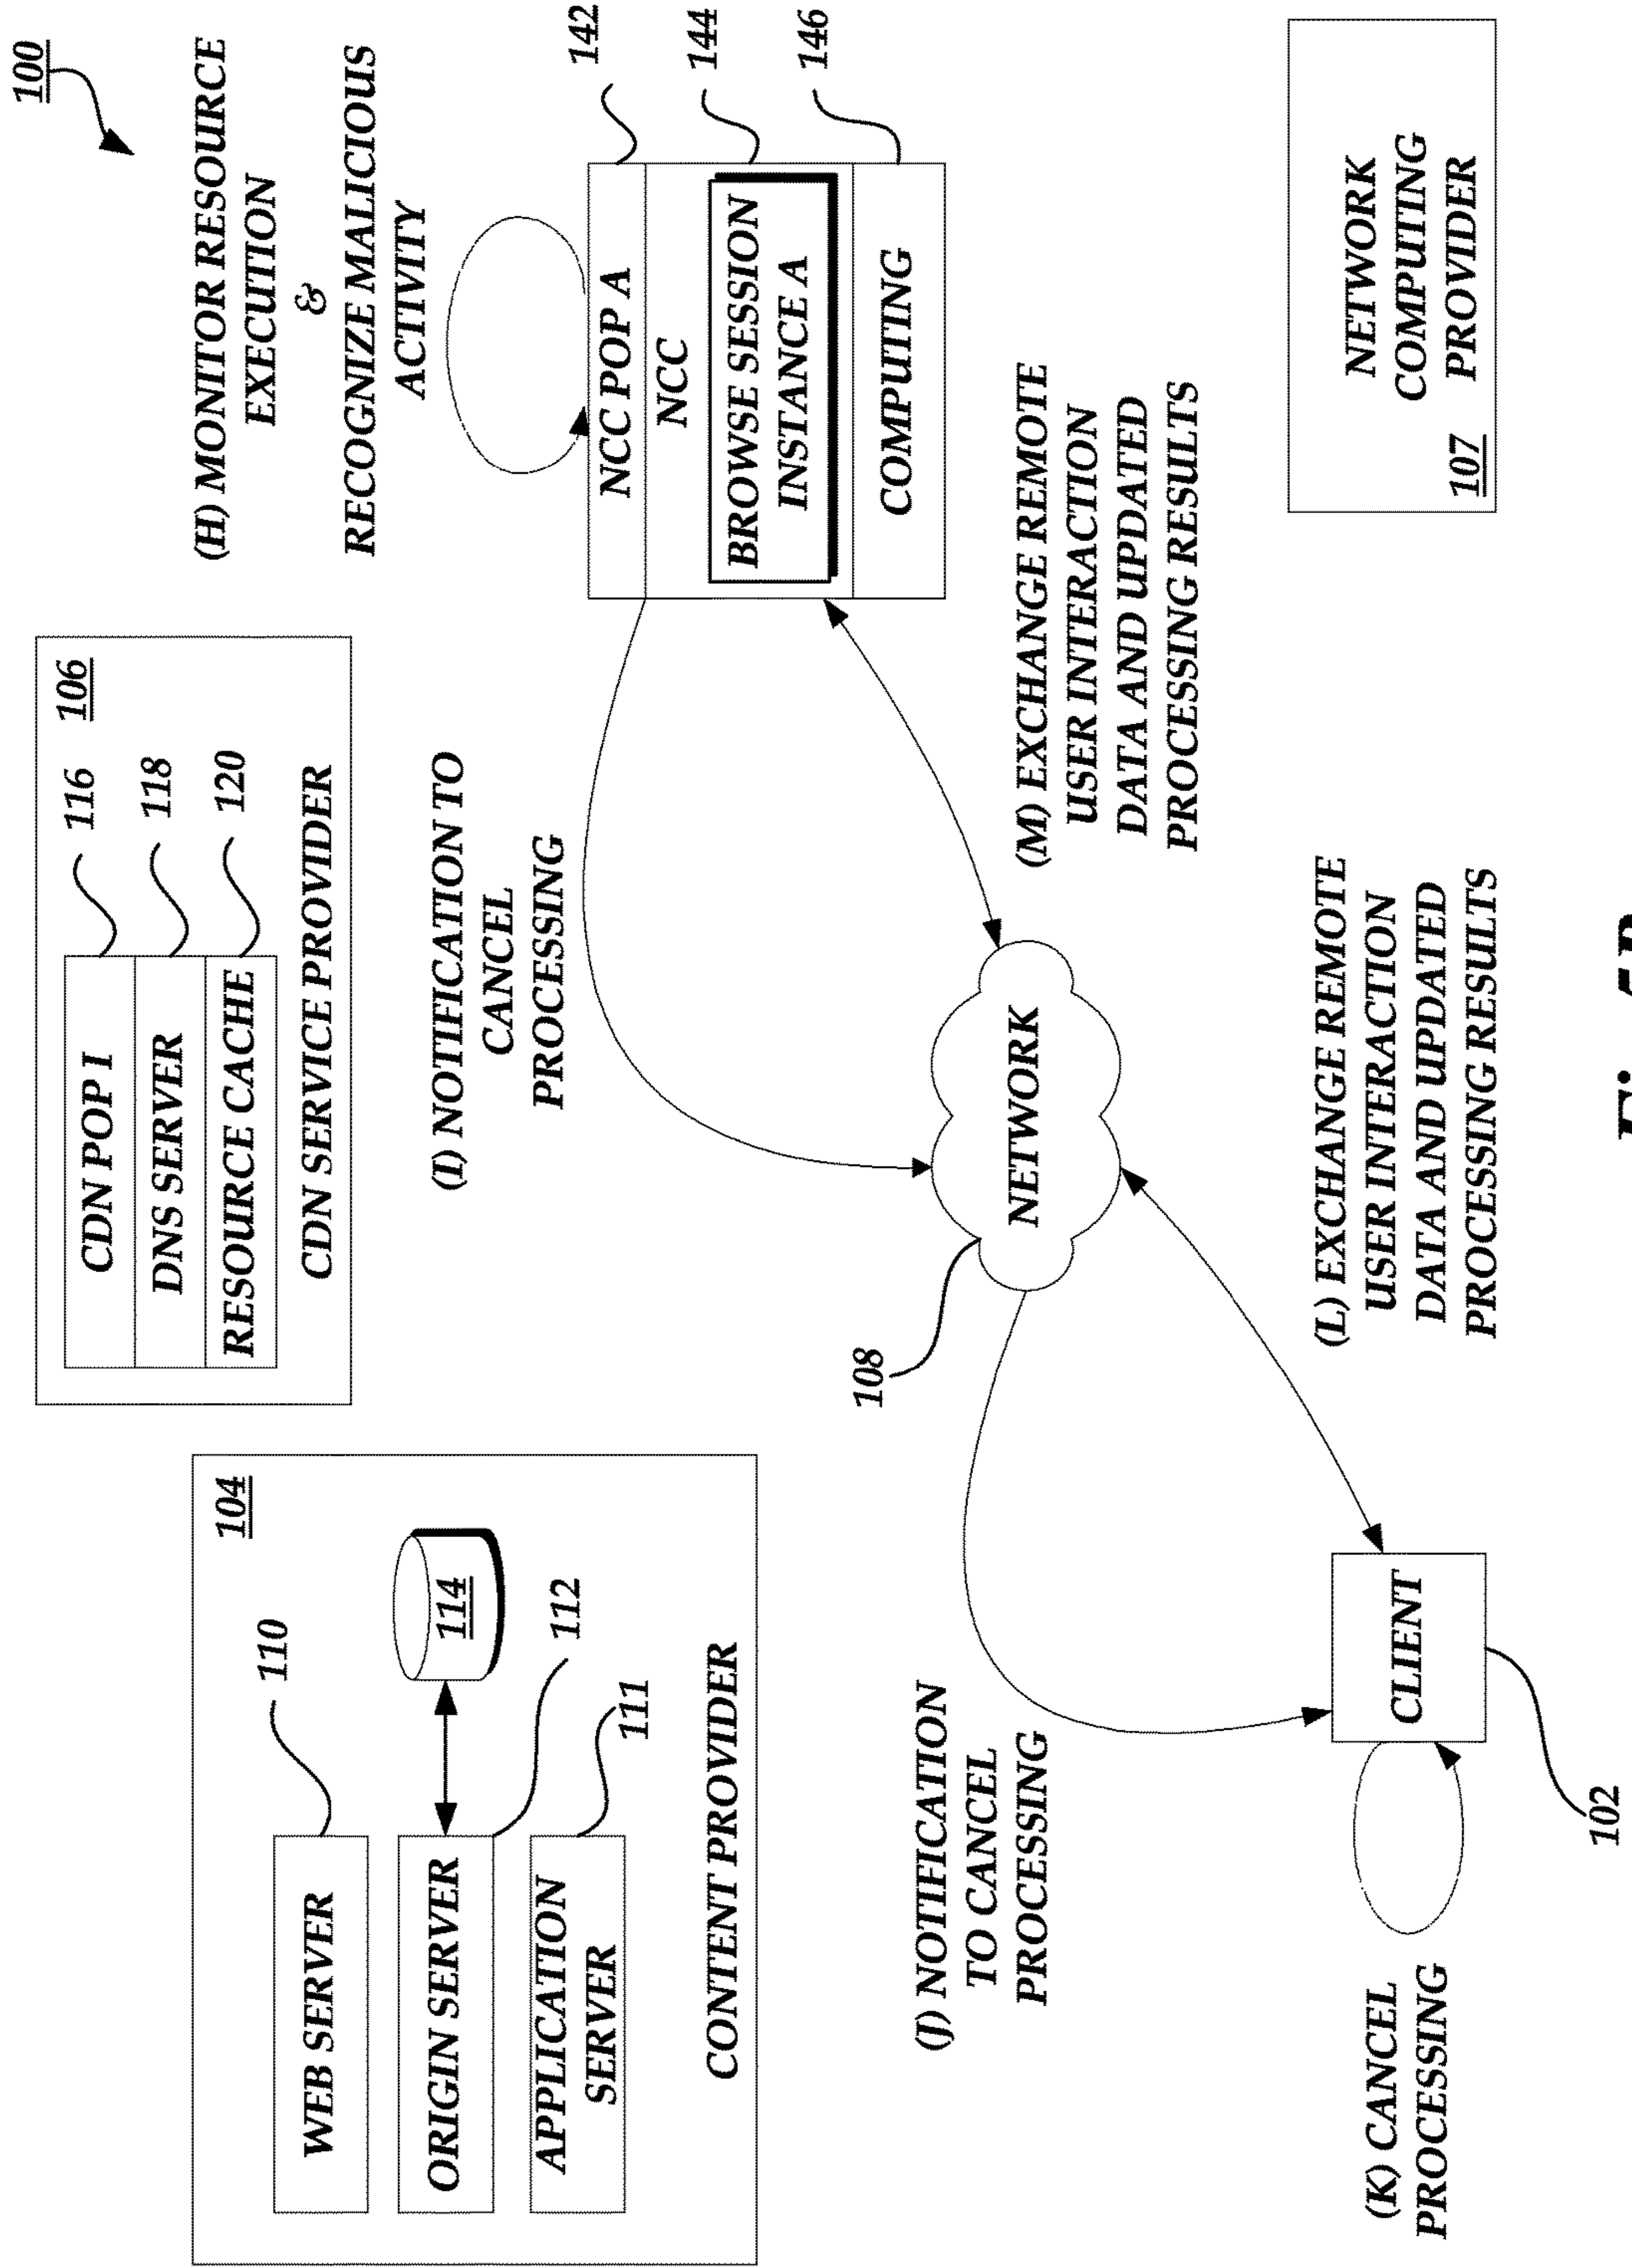 100
(H) MONITOR RESOURCE
EXECUTION
&
RECOGNIZE MALICIOUS
ACTIVITY
104
WEB SERVER
110
ORIGIN SERVER
114
112
APPLICATION
SERVER
111
CONTENT PROVIDER
106
CDN POP I
116
DNS SERVER
118
RESOURCE CACHE
120
CDN SERVICE PROVIDER
NCC POP A
142
NCC
BROWSE SESSION
INSTANCE A
144
COMPUTING
146
(I) NOTIFICATION TO
CANCEL
PROCESSING
108
NETWORK
(J) NOTIFICATION
TO CANCEL
PROCESSING
(M) EXCHANGE REMOTE
USER INTERACTION
DATA AND UPDATED
PROCESSING RESULTS
(K) CANCEL
PROCESSING
CLIENT
102
(L) EXCHANGE REMOTE
USER INTERACTION
DATA AND UPDATED
PROCESSING RESULTS
NETWORK
COMPUTING
PROVIDER
107